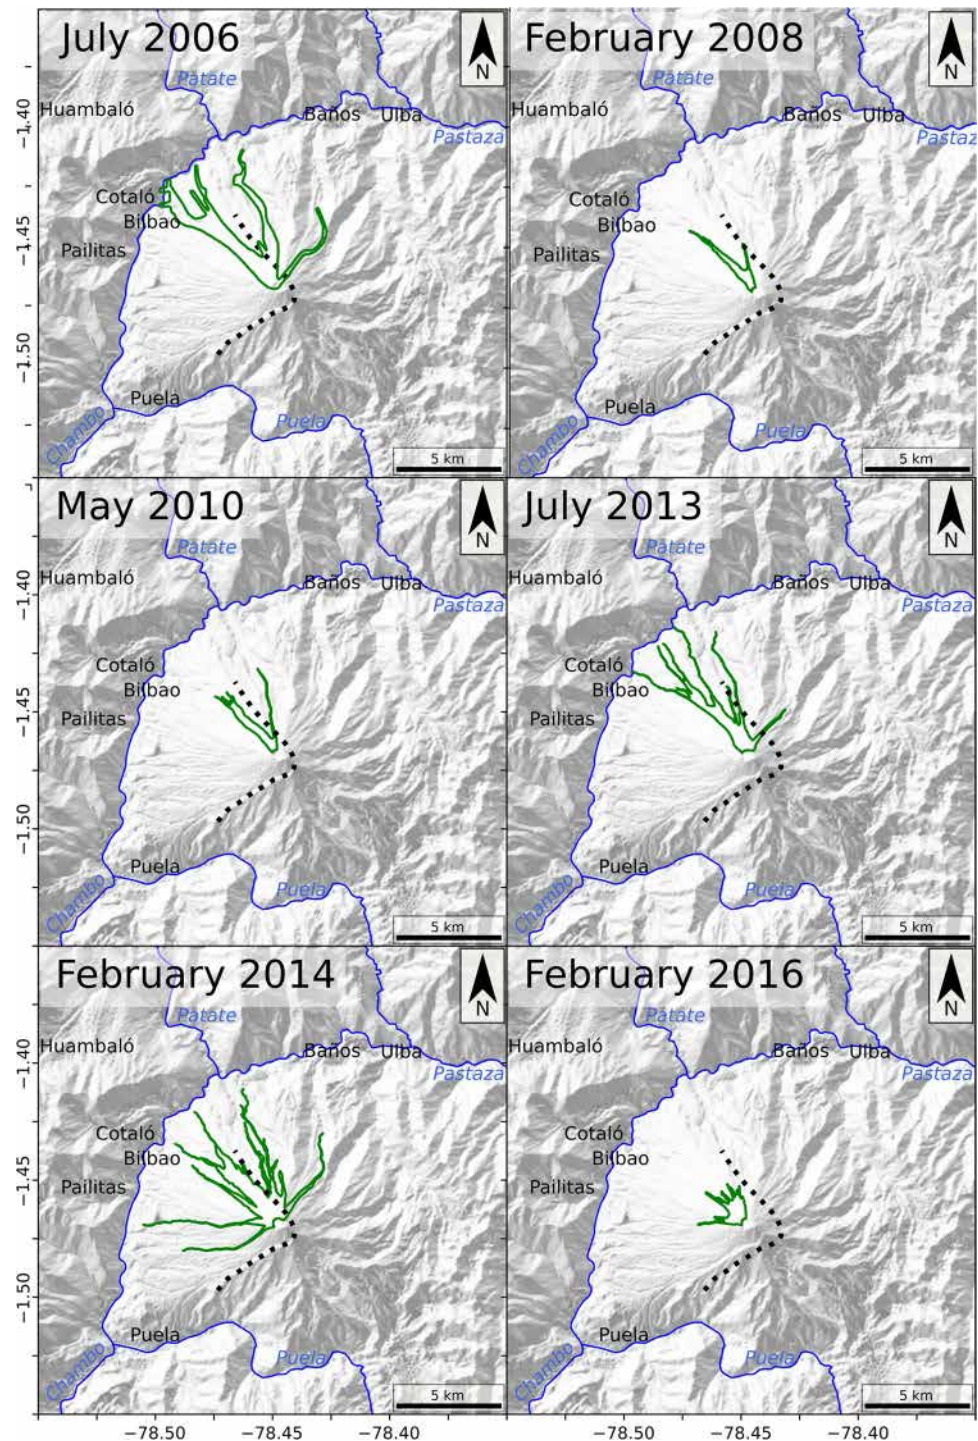 July 2006
N
Patate
−1.40
Huambaló
Baños
Ulba
Pastaza
Cotaló
Bilbao
−1.45
Pailitas
−1.50
Puela
Puela
Chambo
5 km
February 2008
N
Patate
Huambaló
Baños
Ulba
Pastaz
Cotaló
Bilbao
Pailitas
Puela
Puela
Chambo
5 km
May 2010
N
Patate
−1.40
Huambaló
Baños
Ulba
Pastaza
Cotaló
Bilbao
−1.45
Pailitas
−1.50
Puela
Puela
Chambo
5 km
July 2013
N
Patate
Huambaló
Baños
Ulba
Pastaza
Cotaló
Bilbao
Pailitas
Puela
Puela
Chambo
5 km
February 2014
N
Patate
−1.40
Huambaló
Baños
Ulba
Pastaza
Cotaló
Bilbao
−1.45
Pailitas
−1.50
Puela
Puela
Chambo
5 km
February 2016
N
Patate
Huambaló
Baños
Ulba
Pastaza
Cotaló
Bilbao
Pailitas
Puela
Puela
Chambo
5 km
−78.50 −78.45 −78.40
−78.50 −78.45 −78.40